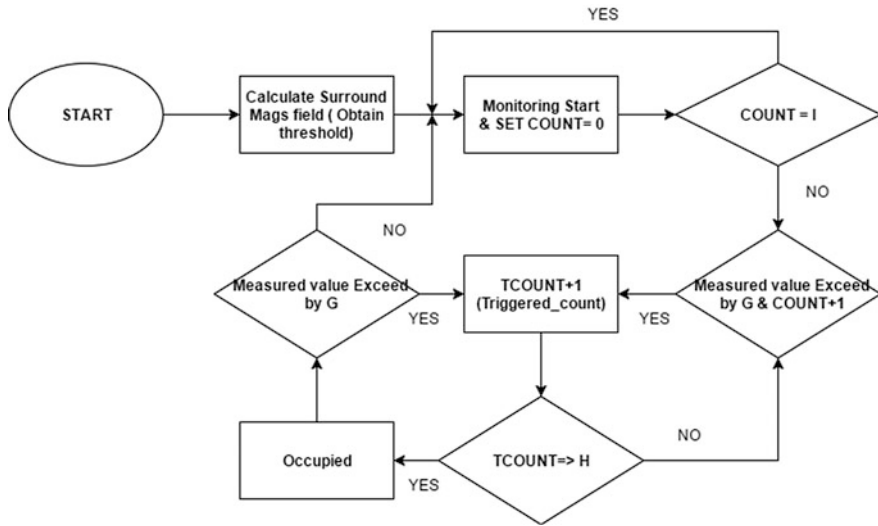 YES
START
Calculate Surround
Mags field ( Obtain
threshold)
Monitoring Start
& SET COUNT= 0
COUNT = I
NO
NO
Measured value Exceed
by G
YES
TCOUNT+1
(Triggered_count)
YES
Measured value Exceed
by G & COUNT+1
Occupied
YES
TCOUNT=> H
NO